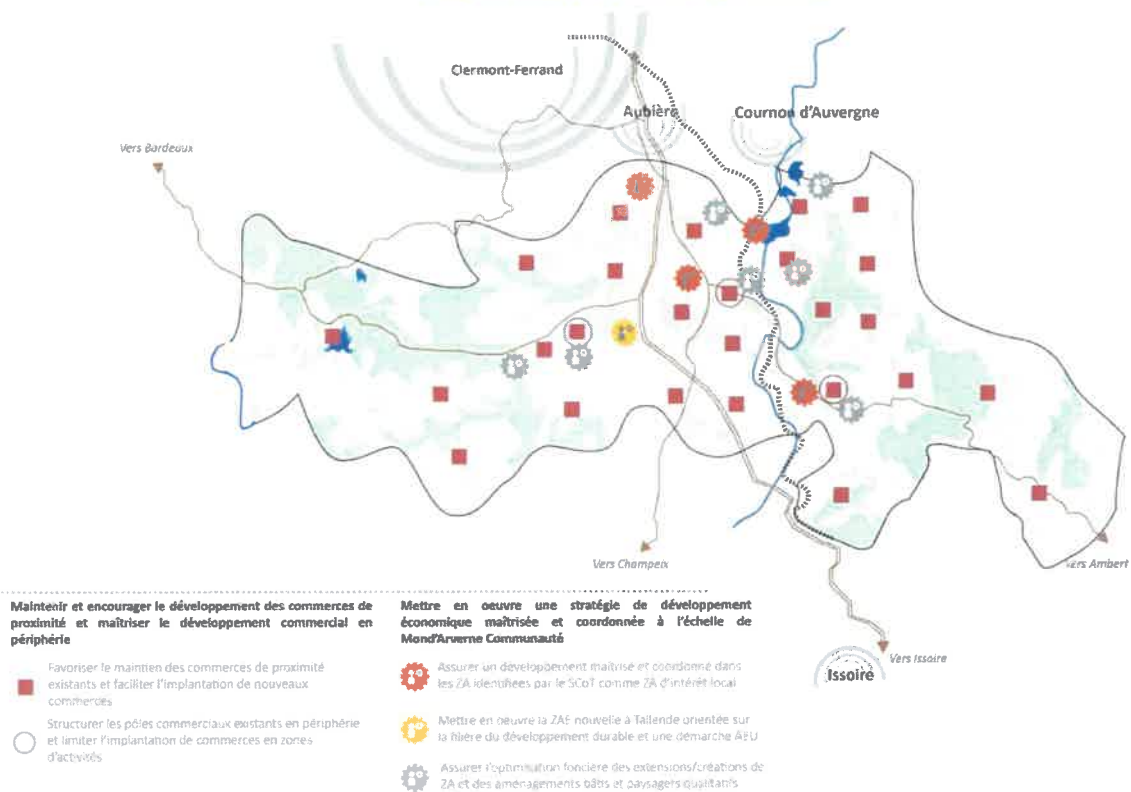 Clermont-Ferrand
Aubière
Cournon d'Auvergne
Vers Bordeaux
Vers Champeix
Vers Ambert
Vers Issoire
Issoire
Maintenir et encourager le développement des commerces de
proximité et maîtriser le développement commercial en
périphérie
Favoriser le maintien des commerces de proximité
existants et faciliter l'implantation de nouveaux
commerces
Structurer les pôles commerciaux existants en périphérie
et limiter l'implantation de commerces en zones
d'activités
Mettre en oeuvre une stratégie de développement
économique maîtrisée et coordonnée à l'échelle de
Mond'Arverne Communauté
Assurer un développement maîtrisé et coordonné dans
les ZA identifiées par le SCoT comme ZA d'intérêt local
Mettre en oeuvre la ZAE nouvelle à Tallende orientée sur
la filière du développement durable et une démarche AEU
Assurer l'optimisation foncière des extensions/créations de
ZA et des aménagements bâtis et paysagers qualitatifs